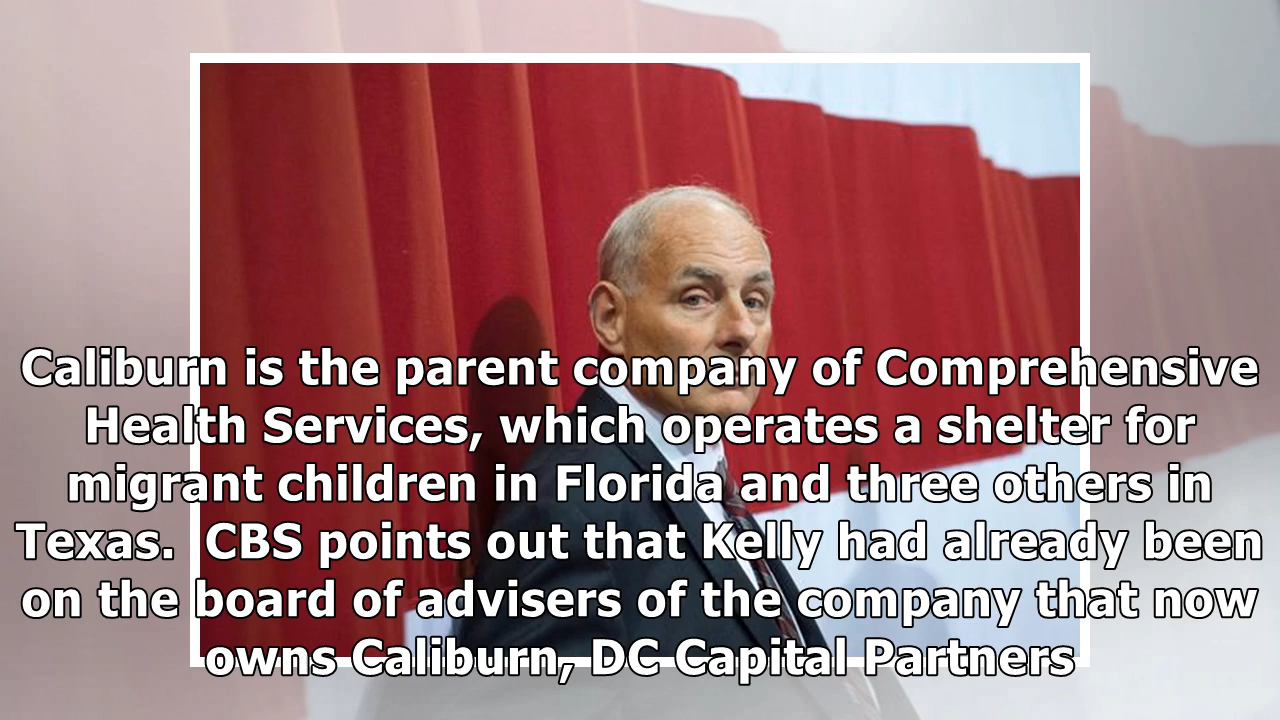 Caliburn is the parent company of Comprehensive
Health Services, which operates a shelter for
migrant children in Florida and three others in
Texas.  CBS points out that Kelly had already been
on the board of advisers of the company that now
owns Caliburn, DC Capital Partners